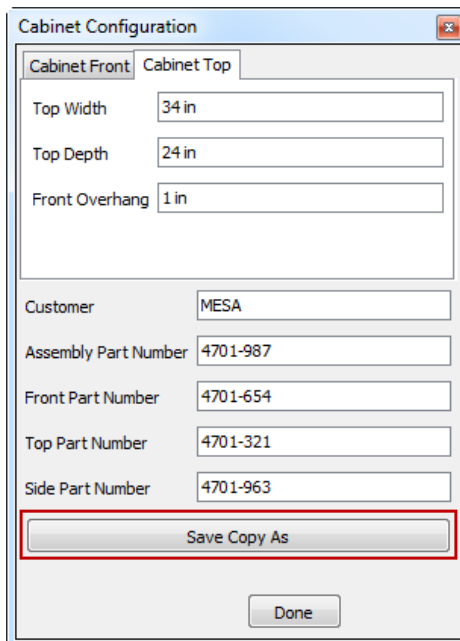 Cabinet Configuration
Cabinet Front Cabinet Top
Top Width 34 in
Top Depth 24 in
Front Overhang 1 in
Customer MESA
Assembly Part Number 4701-987
Front Part Number 4701-654
Top Part Number 4701-321
Side Part Number 4701-963
Save Copy As
Done